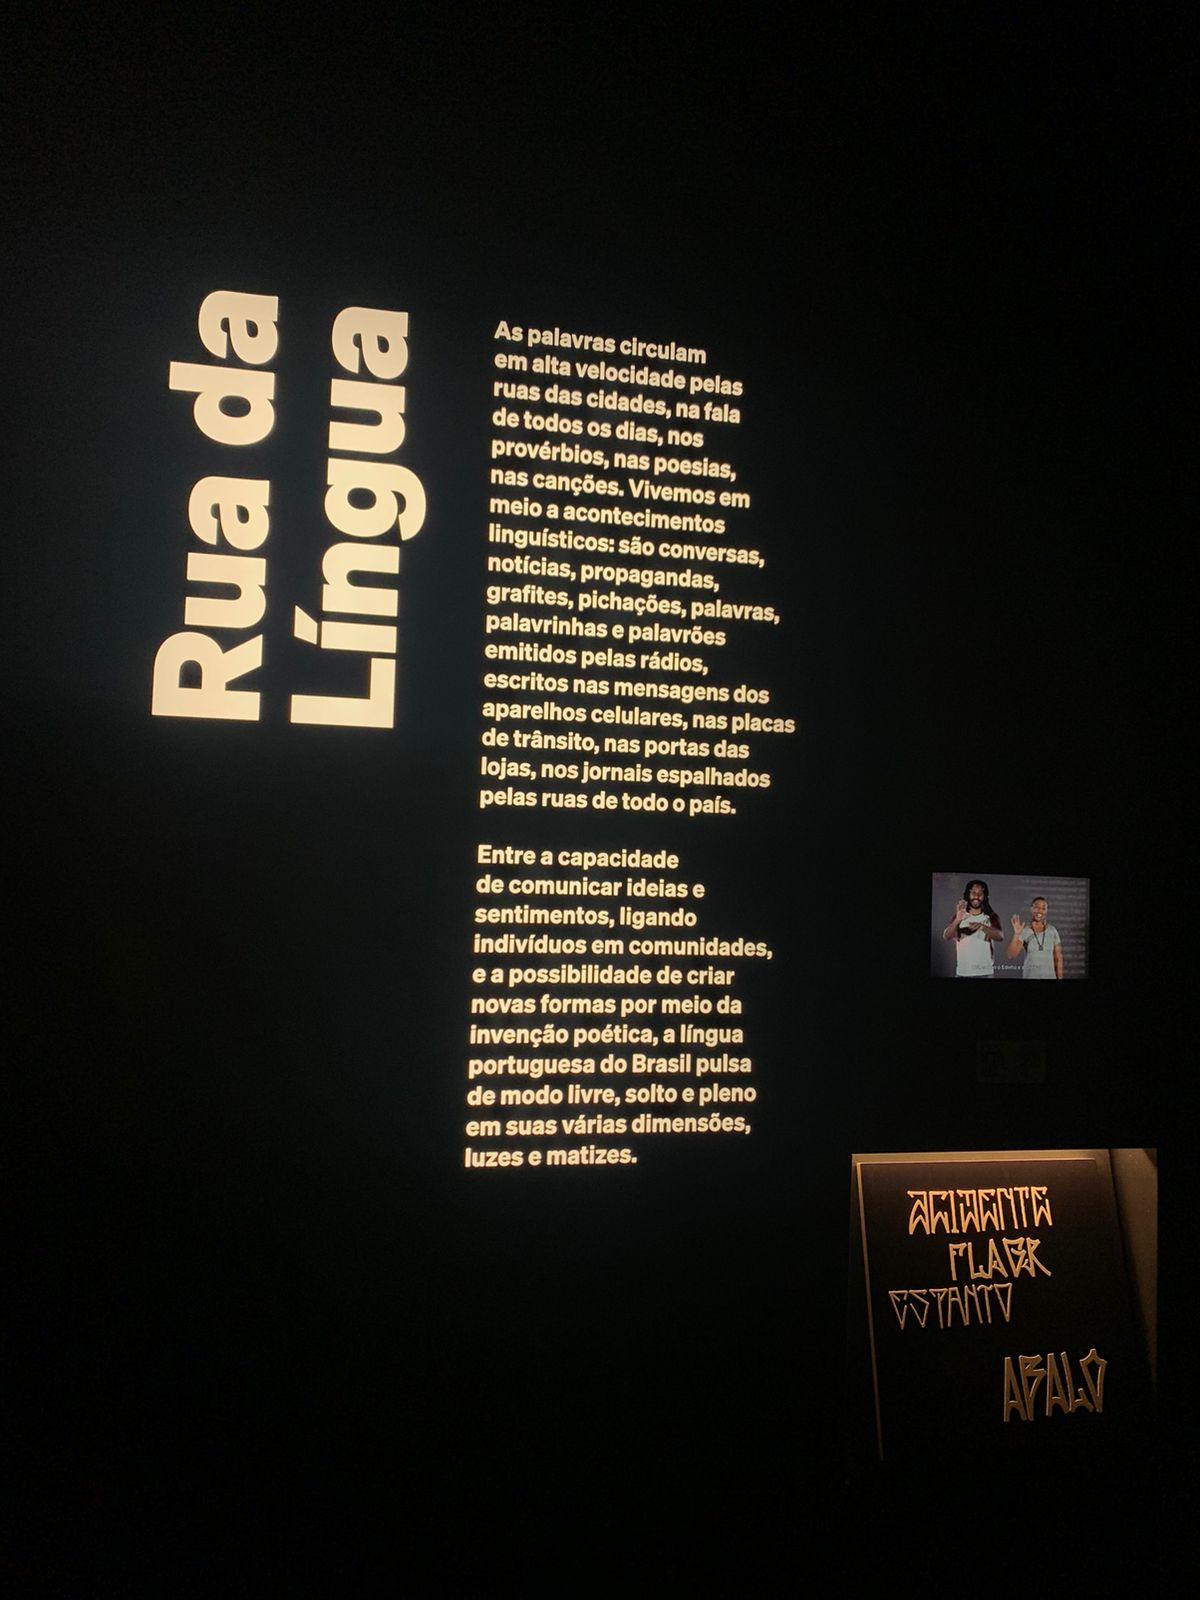 Rua da
Língua
As palavras circulam
em alta velocidade pelas
ruas das cidades, na fala
de todos os dias, nos
provérbios, nas poesias,
nas canções. Vivemos em
meio a acontecimentos
linguísticos: são conversas,
notícias, propagandas,
grafites, pichações, palavras,
palavrinhas e palavrões
emitidos pelas rádios,
escritos nas mensagens dos
aparelhos celulares, nas placas
de trânsito, nas portas das
lojas, nos jornais espalhados
pelas ruas de todo o país.
Entre a capacidade
de comunicar ideias e
sentimentos, ligando
indivíduos em comunidades,
e a possibilidade de criar
novas formas por meio da
invenção poética, a língua
portuguesa do Brasil pulsa
de modo livre, solto e pleno
em suas várias dimensões,
luzes e matizes.
ACIDENTE
FLAGR
ESPANTO
ABALO